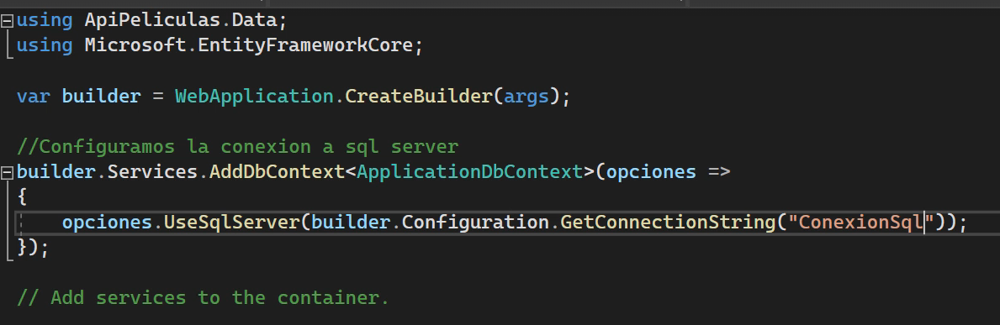 using ApiPeliculas.Data;
using Microsoft.EntityFrameworkCore;
var builder = WebApplication.CreateBuilder(args);
//Configuramos la conexion a sql server
builder.Services.AddDbContext<ApplicationDbContext>(opciones =>
{
opciones.UseSqlServer(builder.Configuration.GetConnectionString("ConexionSql"));
});
// Add services to the container.